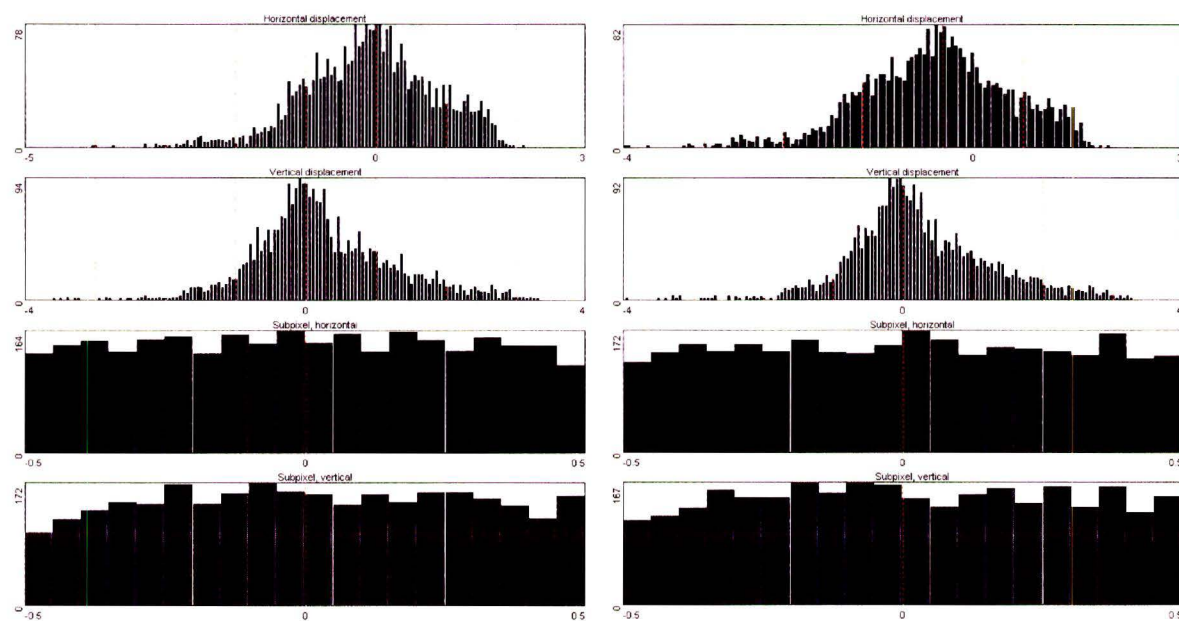 Horizontal displacement
78
0
-5 0 3
Vertical displacement
94
0
-4 0 4
Subpixel, horizontal
164
0
-0.5 0 0.5
Subpixel, vertical
172
0
-0.5 0 0.5
Horizontal displacement
82
0
-4 0 3
Vertical displacement
92
0
-4 0 4
Subpixel, horizontal
172
0
-0.5 0 0.5
Subpixel, vertical
167
0
-0.5 0 0.5